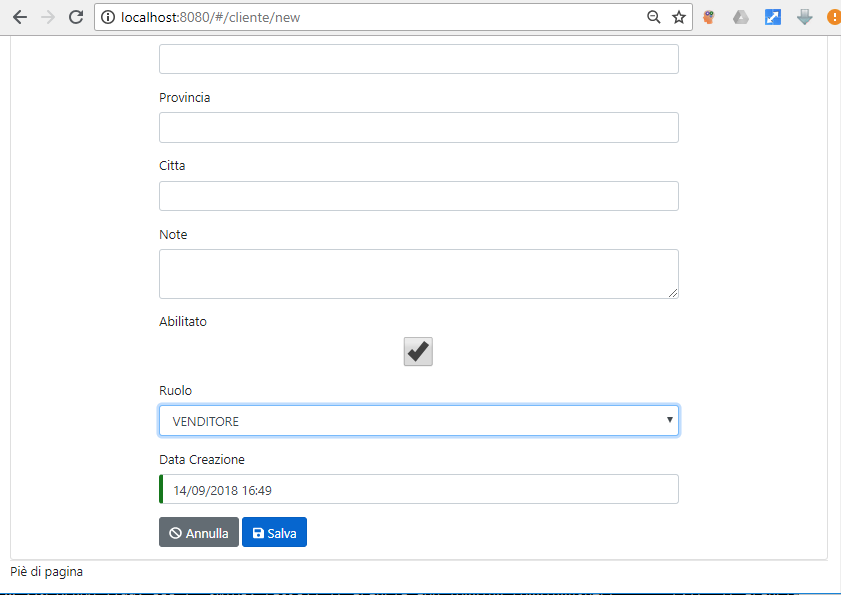 localhost:8080/#/cliente/new
Provincia
Citta
Note
Abilitato
Ruolo
VENDITORE
Data Creazione
14/09/2018 16:49
Annulla Salva
Piè di pagina